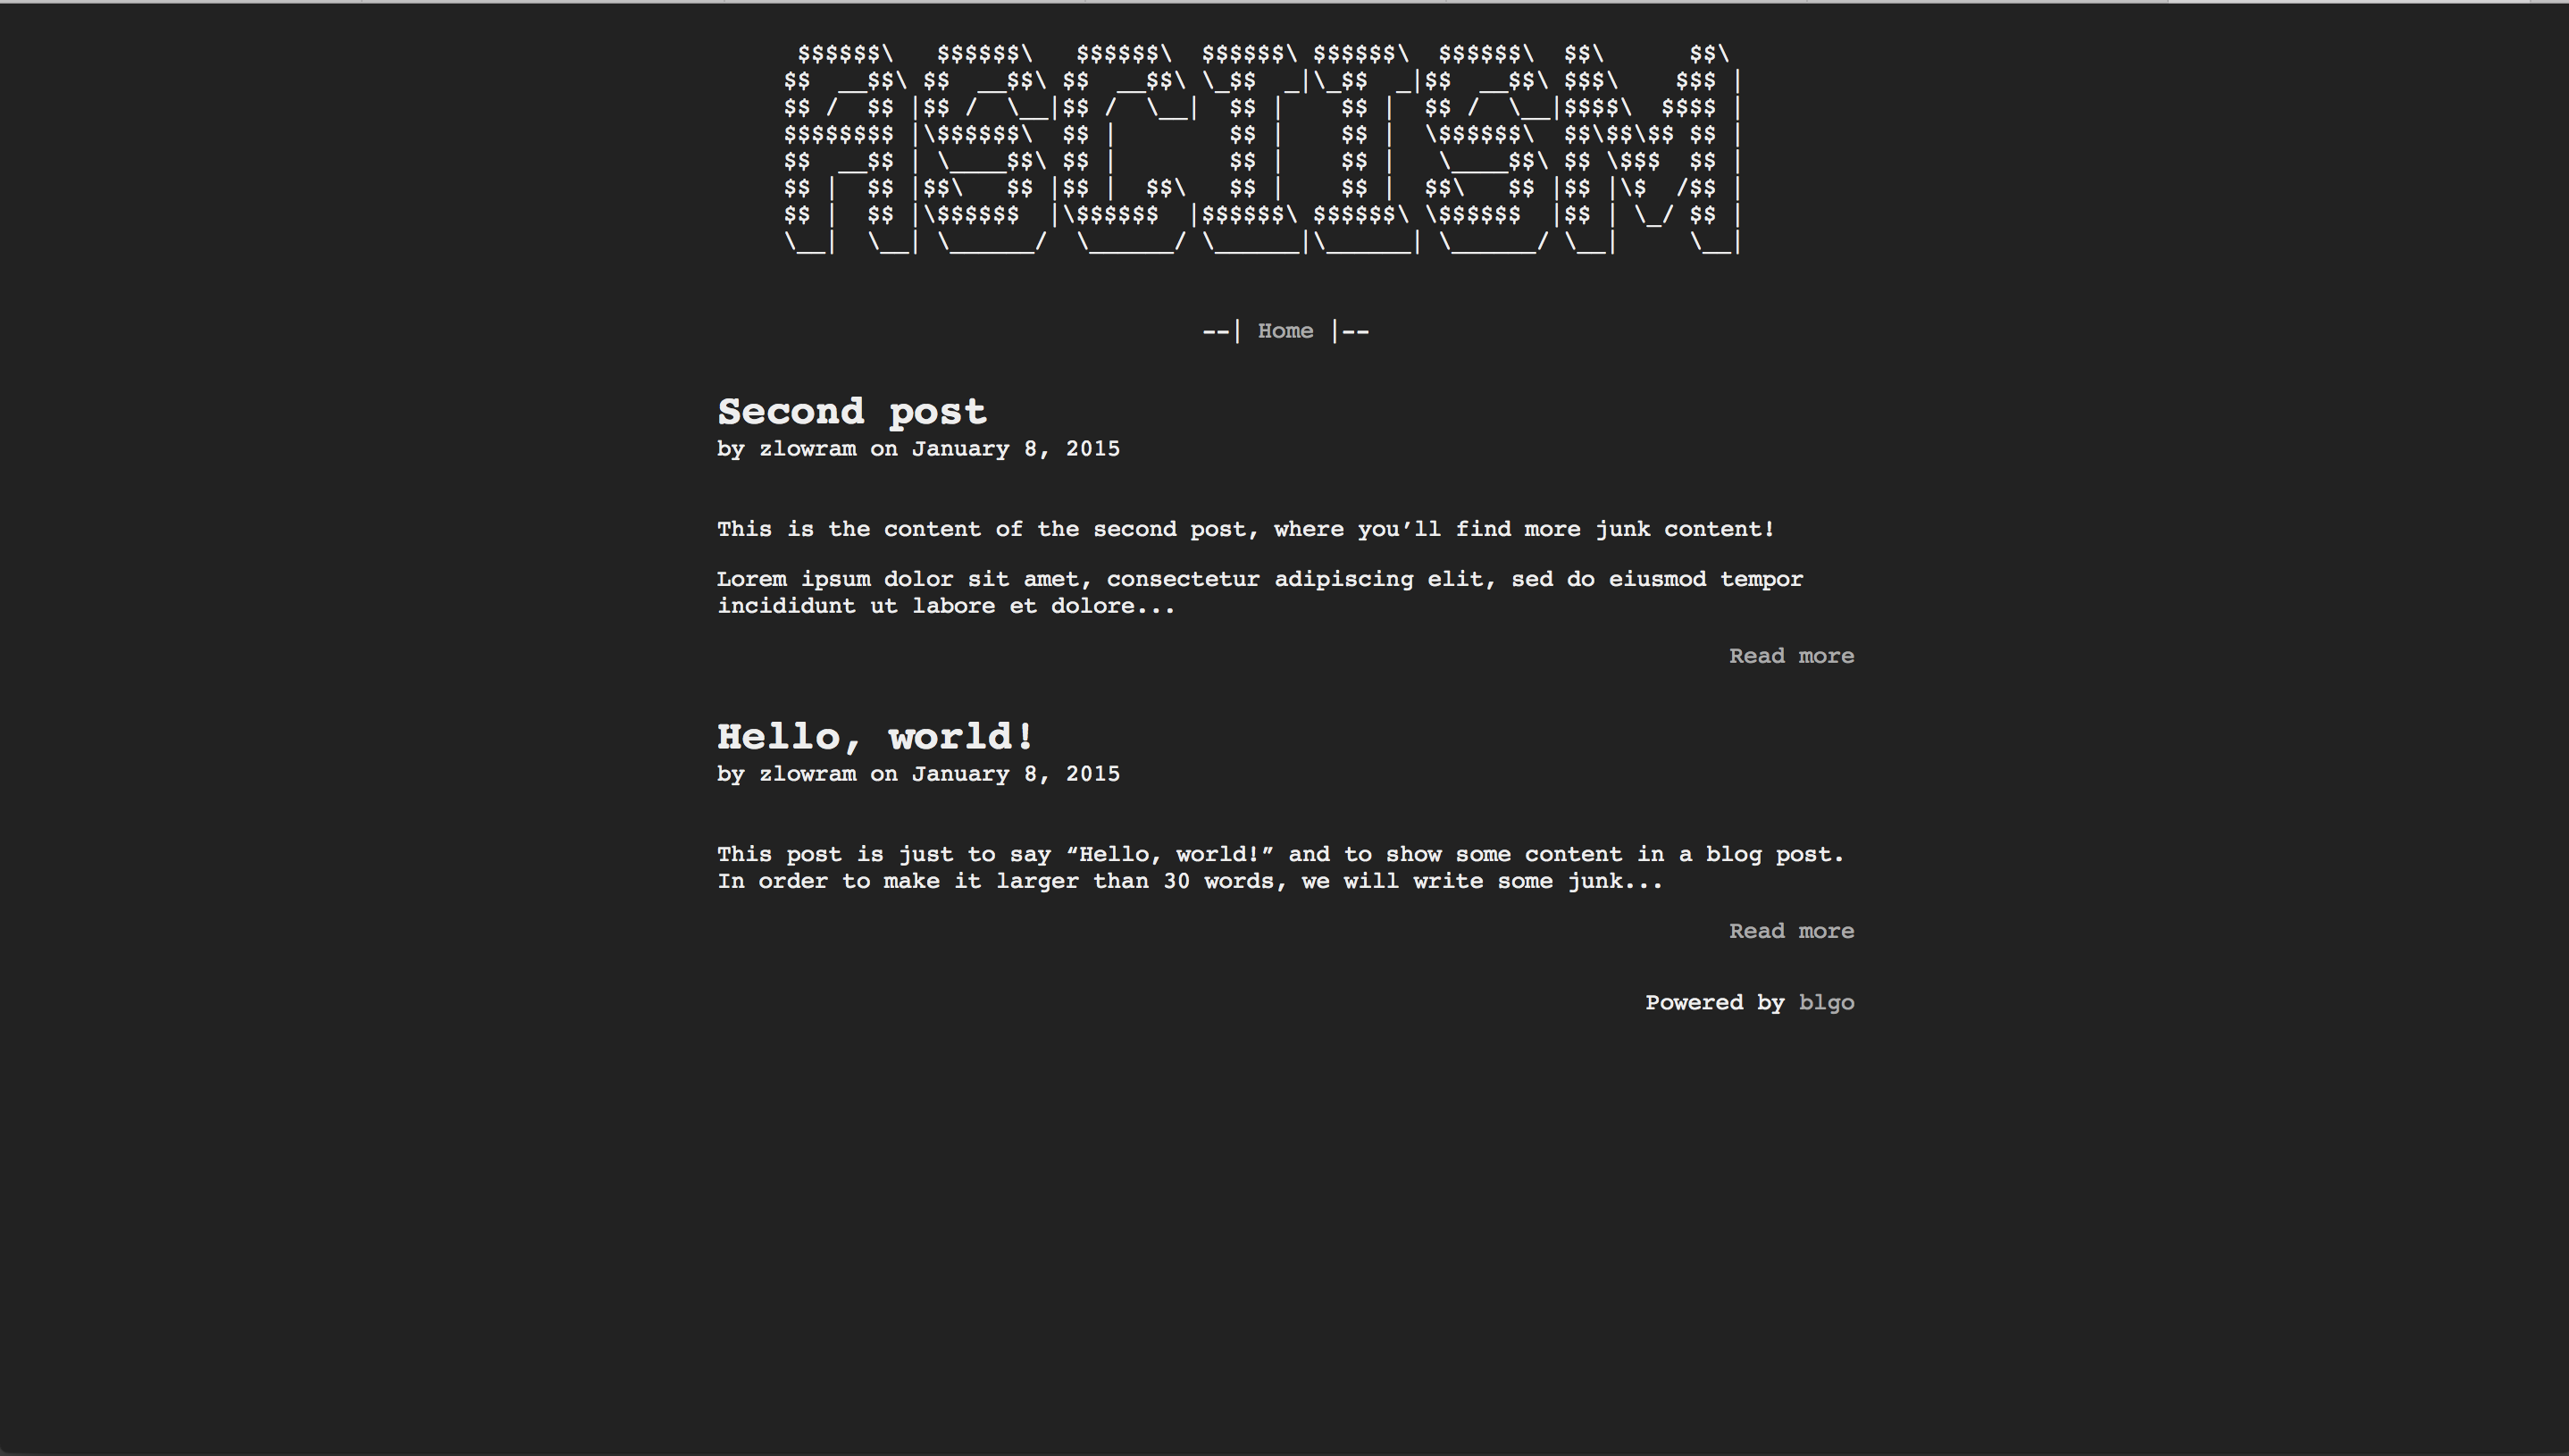 $$$$$$\   $$$$$$\   $$$$$$\  $$$$$$\ $$$$$$\  $$$$$$\  $$\      $$\
$$  __$$\ $$  __$$\ $$  __$$\ \_$$  _|\_$$  _|$$  __$$\ $$$\    $$$ |
$$ /  $$ |$$ /  \__|$$ /  \__|  $$ |    $$ |  $$ /  \__|$$$$\  $$$$ |
$$$$$$$$ |\$$$$$$\  $$ |        $$ |    $$ |  \$$$$$$\  $$\$$\$$ $$ |
$$  __$$ | \____$$\ $$ |        $$ |    $$ |   \____$$\ $$ \$$$  $$ |
$$ |  $$ |$$\   $$ |$$ |  $$\   $$ |    $$ |  $$\   $$ |$$ |\$  /$$ |
$$ |  $$ |\$$$$$$  |\$$$$$$  |$$$$$$\ $$$$$$\ \$$$$$$  |$$ | \_/ $$ |
\__|  \__| \______/  \______/ \______|\______| \______/ \__|     \__|
--| Home |--
Second post
by zlowram on January 8, 2015
This is the content of the second post, where you’ll find more junk content!
Lorem ipsum dolor sit amet, consectetur adipiscing elit, sed do eiusmod tempor
incididunt ut labore et dolore...
Read more
Hello, world!
by zlowram on January 8, 2015
This post is just to say “Hello, world!” and to show some content in a blog post.
In order to make it larger than 30 words, we will write some junk...
Read more
Powered by blgo